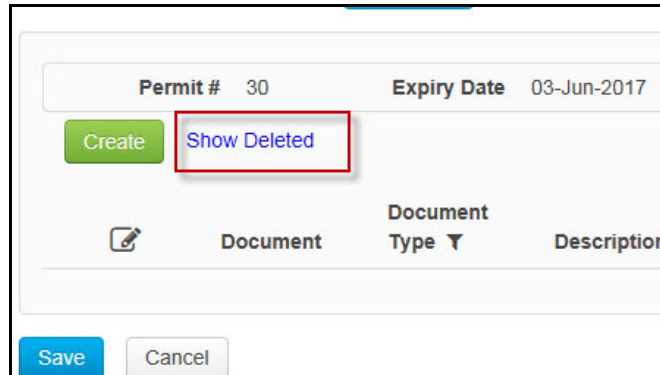 Permit # 30 Expiry Date 03-Jun-2017
Create Show Deleted
Document Document Type Description
Save Cancel